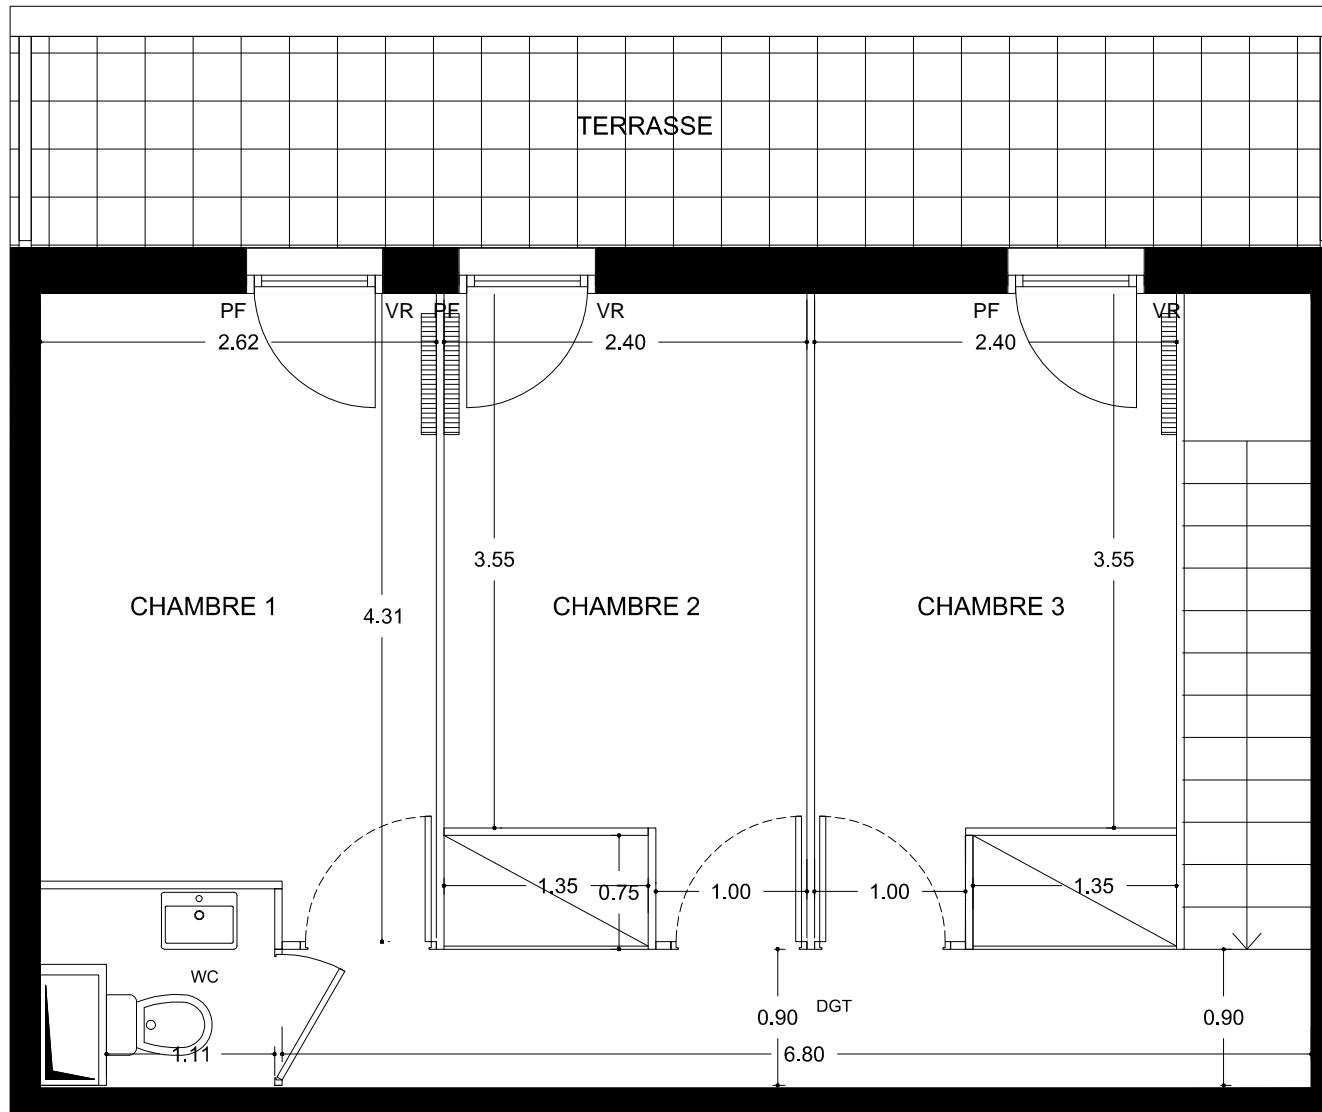 TERRASSE
PF
VR
PF
VR
PF
VR
2.62
2.40
2.40
3.55
3.55
CHAMBRE 1
CHAMBRE 2
CHAMBRE 3
4.31
1.35
0.75
1.00
1.00
1.35
WC
DGT
0.90
0.90
1.11
6.80